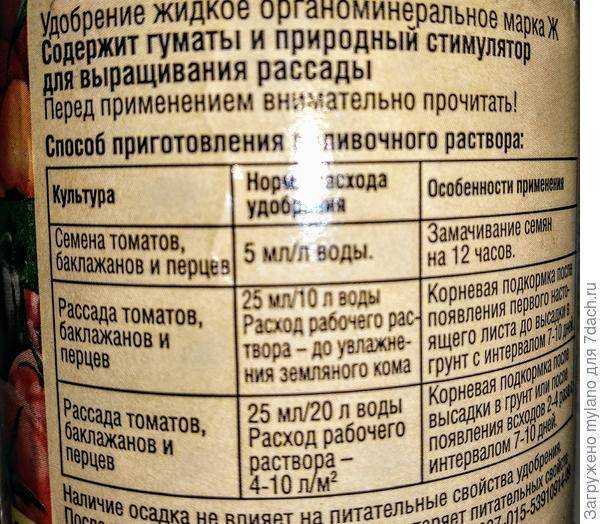 Удобрение жидкое органоминеральное марка Ж
Содержит гуматы и природный стимулятор
для выращивания рассады
Перед применением внимательно прочитать!
Способ приготовления поливочного раствора:
Культура
Норма расхода
удобрения
Особенности применения
Семена томатов,
баклажанов и перцев
5 мл/л воды.
Замачивание семян
на 12 часов.
Рассада томатов,
баклажанов и
перцев
25 мл/10 л воды
Расход рабочего рас-
твора – до увлажне-
ния земляного кома
Корневая подкормка после
появления первого насто-
ящего листа до высадки в
грунт с интервалом 7-10 дней.
Рассада томатов,
баклажанов и
перцев
25 мл/20 л воды
Расход рабочего
раствора –
4-10 л/м²
Корневая подкормка после
высадки в грунт или после
появления всходов 2-4 раза
интервалом 7-10 дней.
Наличие осадка не влияет на питательные свойства удобрения.
питательных
Загружено mylano для 7dach.ru